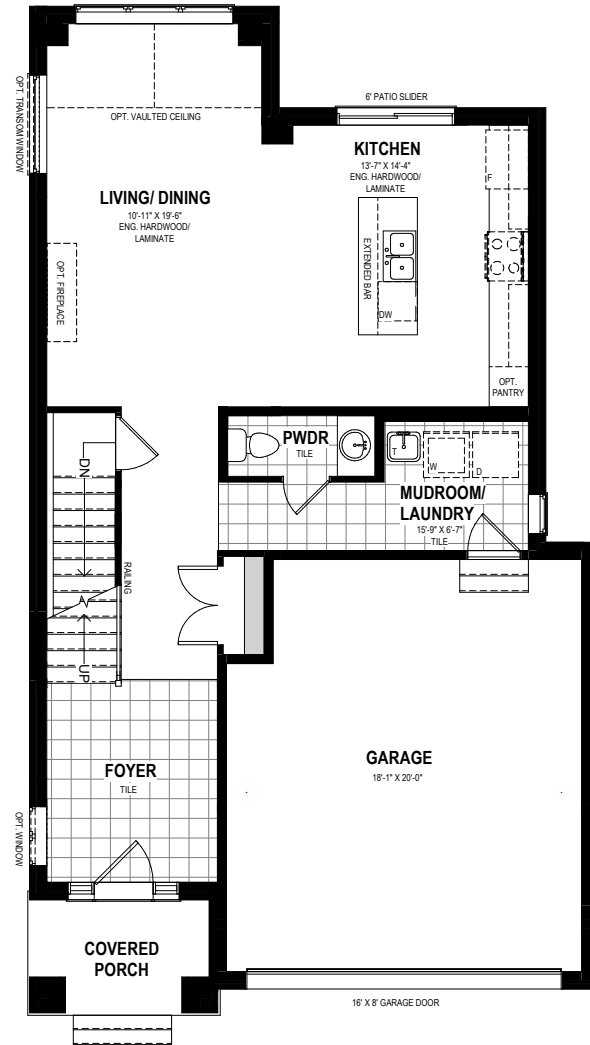 6' PATIO SLIDER
OPT. TRANSOM WINDOW
OPT. VAULTED CEILING
KITCHEN
13'-7" X 14'-4"
ENG. HARDWOOD/
LAMINATE
F
LIVING/ DINING
10'-11" X 19'-6"
ENG. HARDWOOD/
LAMINATE
EXTENDED BAR
OPT. FIREPLACE
DW
OPT.
PANTRY
PWDR
TILE
T
W
D
DN
MUDROOM/
LAUNDRY
15'-9" X 6'-7"
TILE
RAILING
UP
GARAGE
18'-1" X 20'-0"
FOYER
TILE
OPT. WINDOW
COVERED
PORCH
16' X 8' GARAGE DOOR